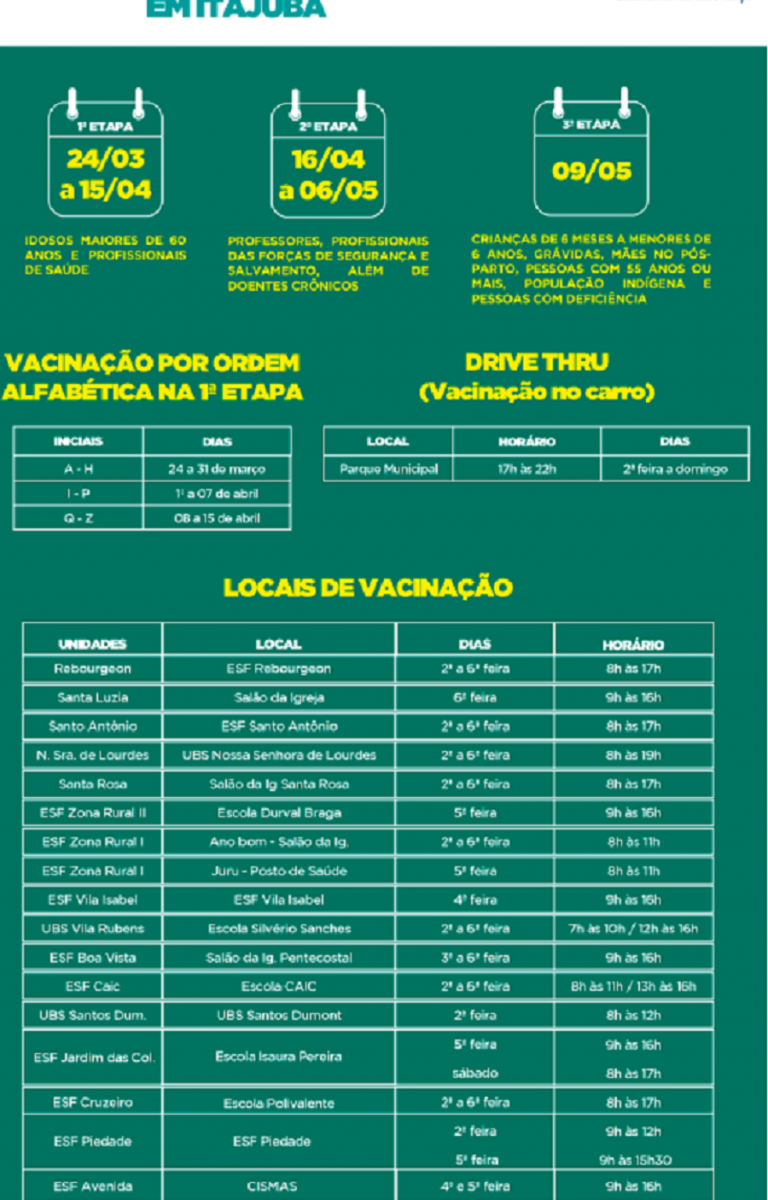 EM ITAJUBÁ
1ª ETAPA
24/03
a 15/04
IDOSOS MAIORES DE 60
ANOS E PROFISSIONAIS
DE SAÚDE
2ª ETAPA
16/04
a 06/05
PROFESSORES, PROFISSIONAIS
DAS FORÇAS DE SEGURANÇA E
SALVAMENTO, ALÉM DE
DOENTES CRÔNICOS
3ª ETAPA
09/05
CRIANÇAS DE 6 MESES A MENORES DE
6 ANOS, GRÁVIDAS, MÃES NO PÓS-
PARTO, PESSOAS COM 55 ANOS OU
MAIS, POPULAÇÃO INDÍGENA E
PESSOAS COM DEFICIÊNCIA
VACINAÇÃO POR ORDEM
ALFABÉTICA NA 1ª ETAPA
INICIAIS DIAS
A - H 24 a 31 de março
I - P 1º a 07 de abril
Q - Z 08 a 15 de abril
DRIVE THRU
(Vacinação no carro)
LOCAL HORÁRIO DIAS
Parque Municipal 17h às 22h 2ª feira a domingo
LOCAIS DE VACINAÇÃO
UNIDADES LOCAL DIAS HORÁRIO
Rebourgeon ESF Rebourgeon 2ª a 6ª feira 8h às 17h
Santa Luzia Salão da Igreja 6ª feira 9h às 16h
Santo Antônio ESF Santo Antônio 2ª a 6ª feira 8h às 17h
N. Sra. de Lourdes UBS Nossa Senhora de Lourdes 2ª a 6ª feira 8h às 19h
Santa Rosa Salão da Ig Santa Rosa 2ª a 6ª feira 8h às 17h
ESF Zona Rural II Escola Durval Braga 5ª feira 9h às 16h
ESF Zona Rural I Ano bom - Salão da Ig. 2ª a 6ª feira 8h às 11h
ESF Zona Rural I Juru - Posto de Saúde 5ª feira 8h às 11h
ESF Vila Isabel ESF Vila Isabel 4ª feira 9h às 16h
UBS Vila Rubens Escola Silvério Sanches 2ª a 6ª feira 7h às 10h / 12h às 16h
ESF Boa Vista Salão da Ig. Pentecostal 3ª a 6ª feira 9h às 16h
ESF Caic Escola CAIC 2ª a 6ª feira 8h às 11h / 13h às 16h
UBS Santos Dum. UBS Santos Dumont 2ª feira 8h às 12h
ESF Jardim das Col. Escola Isaura Pereira 5ª feira 9h às 16h
sábado 8h às 17h
ESF Cruzeiro Escola Polivalente 2ª a 6ª feira 8h às 17h
ESF Piedade ESF Piedade 2ª feira 9h às 12h
5ª feira 9h às 15h30
ESF Avenida CISMAS 4ª e 5ª feira 9h às 16h